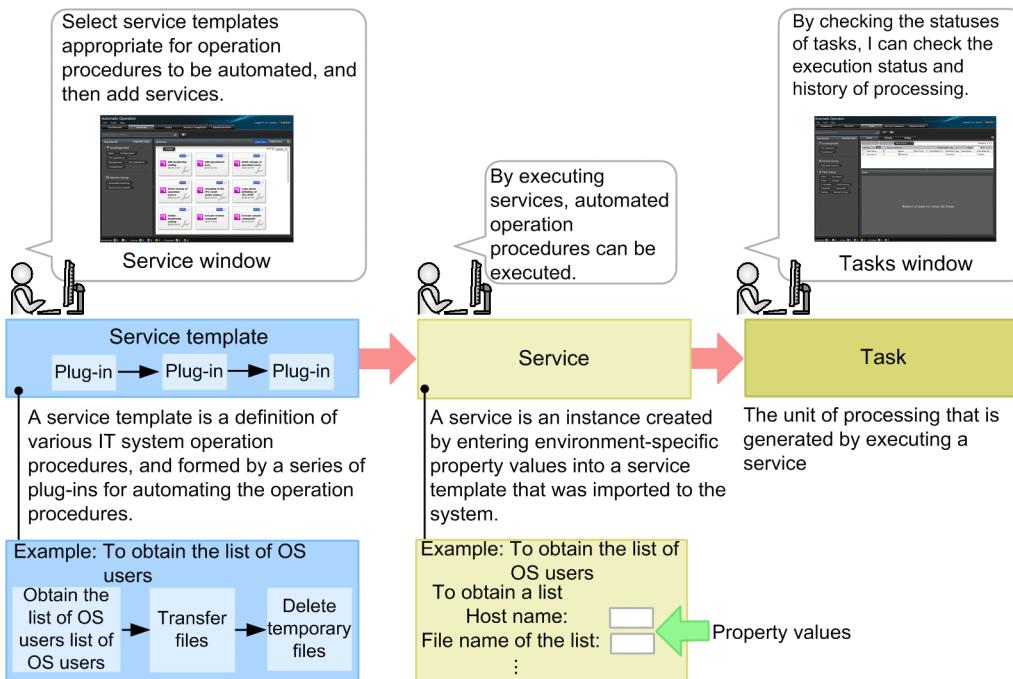 Select service templates
appropriate for operation
procedures to be automated, and
then add services.
Service window
By executing
services, automated
operation
procedures can be
executed.
By checking the statuses
of tasks, I can check the
execution status and
history of processing.
Tasks window
Service template
Plug-in
Plug-in
Plug-in
Service
Task
A service template is a definition of
various IT system operation
procedures, and formed by a series of
plug-ins for automating the operation
procedures.
A service is an instance created
by entering environment-specific
property values into a service
template that was imported to the
system.
The unit of processing that is
generated by executing a
service
Example: To obtain the list of OS
users
Obtain the
list of OS
users list of
OS users
Transfer
files
Delete
temporary
files
Example: To obtain the list of
OS users
To obtain a list
Host name:
File name of the list:
⋮
Property values